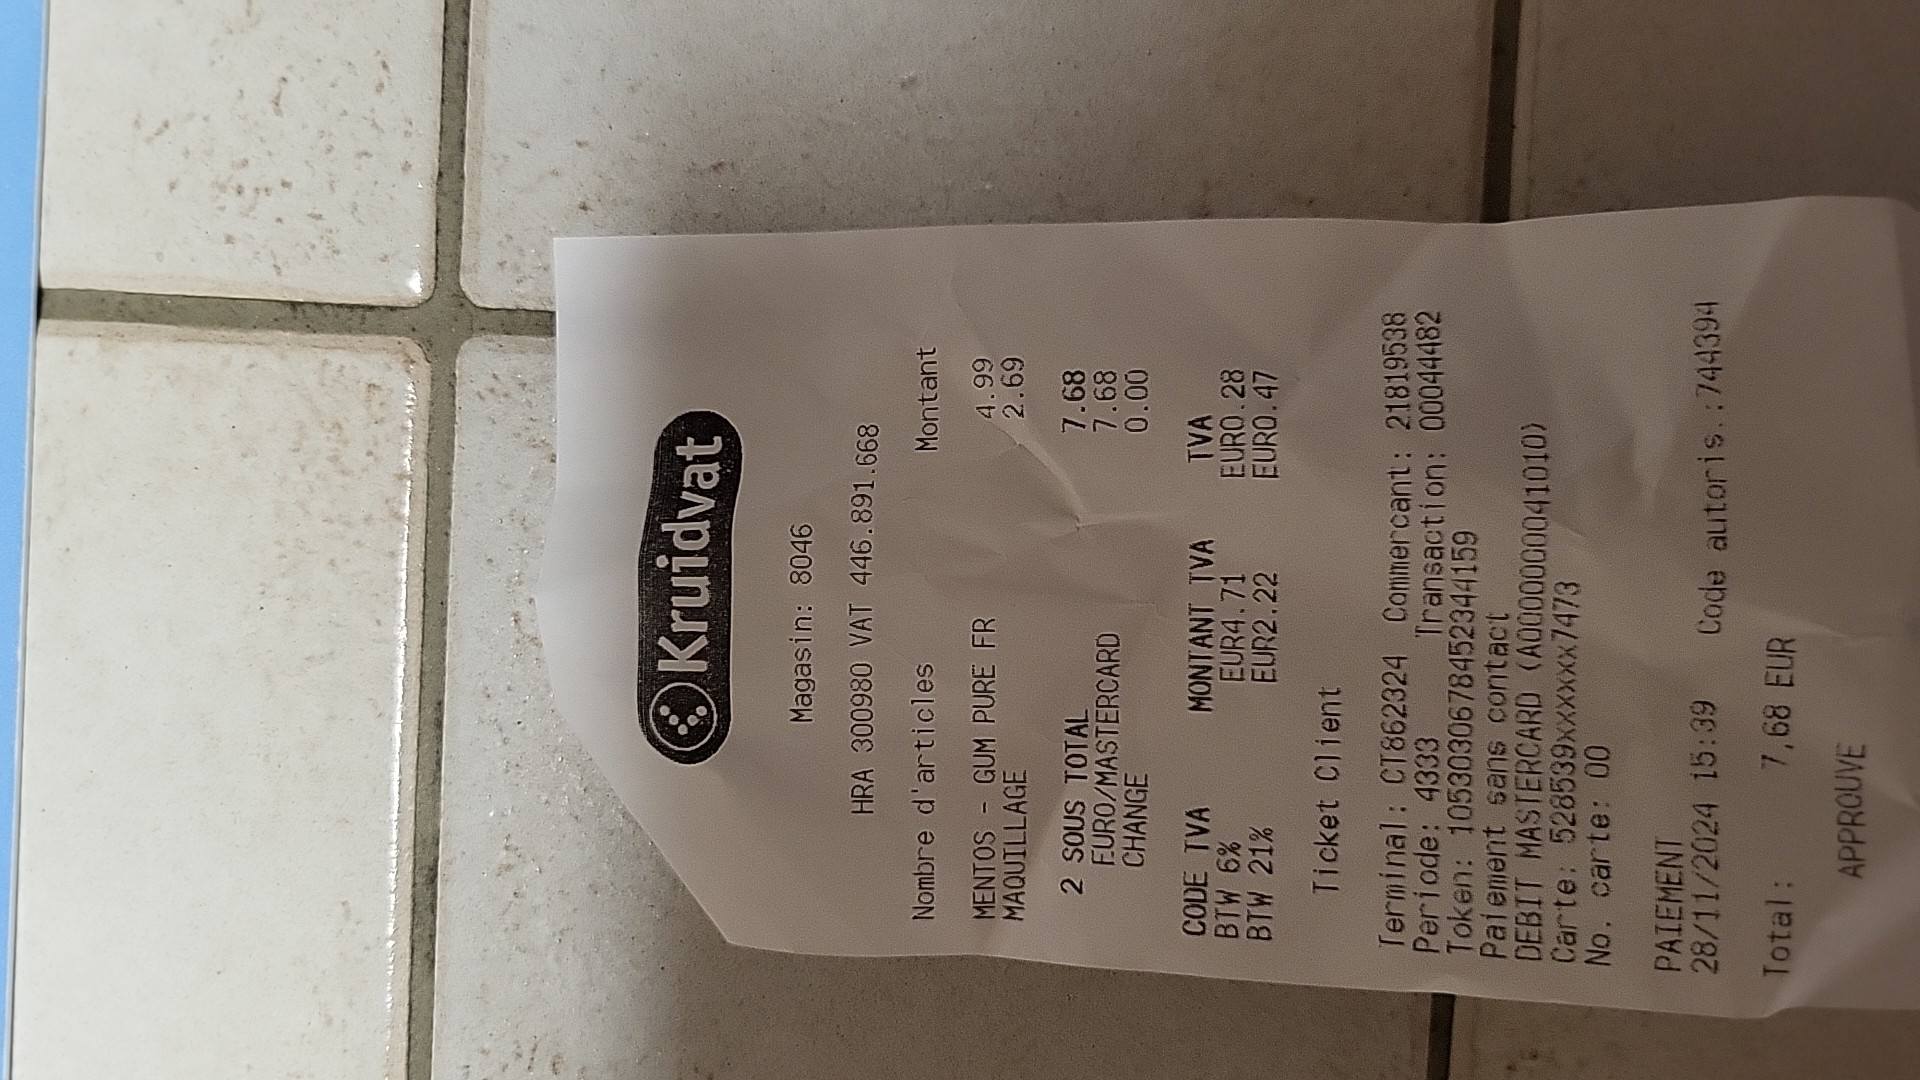 Kruidvat
Magasin: 8046
HRA 300980 VAT 446.891.668
Nombre d'articles Montant
MENTOS - GUM PURE FR 4.99
MAQUILLAGE 2.69
2 SOUS TOTAL 7.68
EURO/MASTERCARD 7.68
CHANGE 0.00
CODE TVA MONTANT TVA TVA
BTW 6% EUR4.71 EUR0.28
BTW 21% EUR2.22 EUR0.47
Ticket Client
Terminal: CT862324 Commercant: 21819538
Periode: 4333 Transaction: 00044482
Token: 1053030678452344159
Paiement sans contact
DEBIT MASTERCARD (A0000000041010)
Carte: 528539xxxxxx7473
No. carte: 00
PAIEMENT
28/11/2024 15:39 Code autoris.:744394
Total: 7,68 EUR
APPROUVE